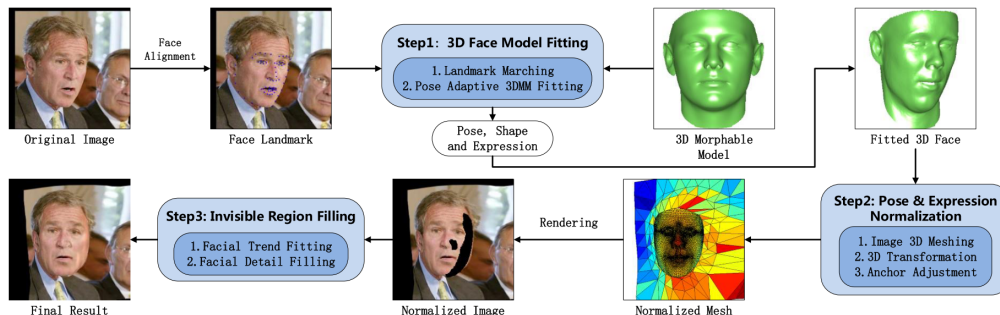 Face
Alignment
Original Image
Face Landmark
Step1: 3D Face Model Fitting
1. Landmark Marching
2. Pose Adaptive 3DMM Fitting
Pose, Shape
and Expression
3D Morphable
Model
Fitted 3D Face
Step2: Pose & Expression
Normalization
1. Image 3D Meshing
2. 3D Transformation
3. Anchor Adjustment
Rendering
Normalized Mesh
Normalized Image
Step3: Invisible Region Filling
1. Facial Trend Fitting
2. Facial Detail Filling
Final Result